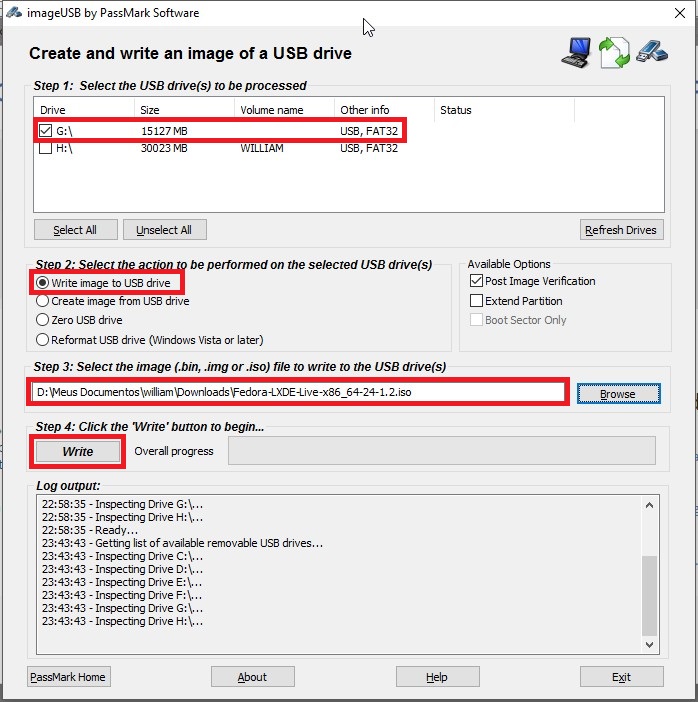 imageUSB by PassMark Software
Create and write an image of a USB drive
Step 1: Select the USB drive(s) to be processed
Drive Size Volume name Other info Status
G:\ 15127 MB USB, FAT32
H:\ 30023 MB WILLIAM USB, FAT32
Select All Unselect All Refresh Drives
Step 2: Select the action to be performed on the selected USB drive(s)
Write image to USB drive
Create image from USB drive
Zero USB drive
Reformat USB drive (Windows Vista or later)
Available Options
Post Image Verification
Extend Partition
Boot Sector Only
Step 3: Select the image (.bin, .img or .iso) file to write to the USB drive(s)
D:\Meus Documentos\william\Downloads\Fedora-LXDE-Live-x86_64-24-1.2.iso Browse
Step 4: Click the 'Write' button to begin...
Write Overall progress
Log output:
22:58:35 - Inspecting Drive G:\...
22:58:35 - Inspecting Drive H:\...
22:58:35 - Ready...
23:43:43 - Getting list of available removable USB drives...
23:43:43 - Inspecting Drive C:\...
23:43:43 - Inspecting Drive D:\...
23:43:43 - Inspecting Drive E:\...
23:43:43 - Inspecting Drive F:\...
23:43:43 - Inspecting Drive G:\...
23:43:43 - Inspecting Drive H:\...
PassMark Home About Help Exit